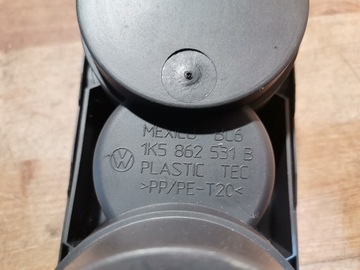 MEXICO BC6
1K5 862 531 B
PLASTIC TEC
>PP/PE-T20<